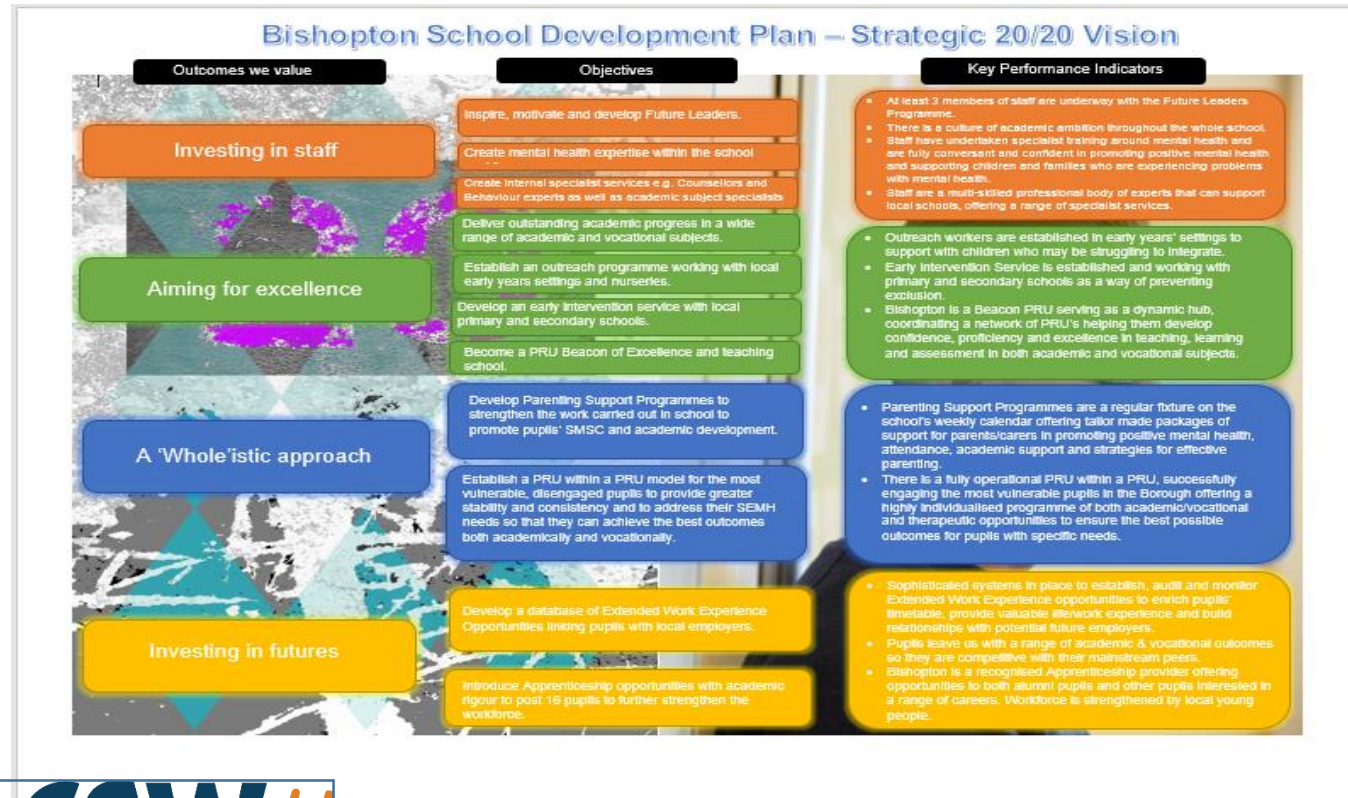 Bishopton School Development Plan – Strategic 20/20 Vision
Outcomes we value
Objectives
Key Performance Indicators
Investing in staff
Inspire, motivate and develop Future Leaders.
Create mental health expertise within the school
Create internal specialist services e.g. Counsellors and
Behaviour experts as well as academic subject specialists
• At least 3 members of staff are underway with the Future Leaders
Programme.
• There is a culture of academic ambition throughout the whole school.
• Staff have undertaken specialist training around mental health and
are fully conversant and confident in promoting positive mental health
and supporting children and families who are experiencing problems
with mental health.
• Staff are a multi-skilled professional body of experts that can support
local schools, offering a range of specialist services.
Aiming for excellence
Deliver outstanding academic progress in a wide
range of academic and vocational subjects.
Establish an outreach programme working with local
early years settings and nurseries.
Develop an early intervention service with local
primary and secondary schools.
Become a PRU Beacon of Excellence and teaching
school.
• Outreach workers are established in early years' settings to
support with children who may be struggling to integrate.
• Early Intervention Service is established and working with
primary and secondary schools as a way of preventing
exclusion.
• Bishopton is a Beacon PRU serving as a dynamic hub,
coordinating a network of PRU's helping them develop
confidence, proficiency and excellence in teaching, learning
and assessment in both academic and vocational subjects.
A 'Whole'istic approach
Develop Parenting Support Programmes to
strengthen the work carried out in school to
promote pupils' SMSC and academic development.
Establish a PRU within a PRU model for the most
vulnerable, disengaged pupils to provide greater
stability and consistency and to address their SEMH
needs so that they can achieve the best outcomes
both academically and vocationally.
• Parenting Support Programmes are a regular fixture on the
school's weekly calendar offering tailor made packages of
support for parents/carers in promoting positive mental health,
attendance, academic support and strategies for effective
parenting.
• There is a fully operational PRU within a PRU, successfully
engaging the most vulnerable pupils in the Borough offering a
highly individualised programme of both academic/vocational
and therapeutic opportunities to ensure the best possible
outcomes for pupils with specific needs.
Investing in futures
Develop a database of Extended Work Experience
Opportunities linking pupils with local employers.
Introduce Apprenticeship opportunities with academic
rigour to post 16 pupils to further strengthen the
workforce.
• Sophisticated systems in place to establish, audit and monitor
Extended Work Experience opportunities to enrich pupils'
timetable, provide valuable life/work experience and build
relationships with potential future employers.
• Pupils leave us with a range of academic & vocational outcomes
so they are competitive with their mainstream peers.
• Bishopton is a recognised Apprenticeship provider offering
opportunities to both alumni pupils and other pupils interested in
a range of careers. Workforce is strengthened by local young
people.